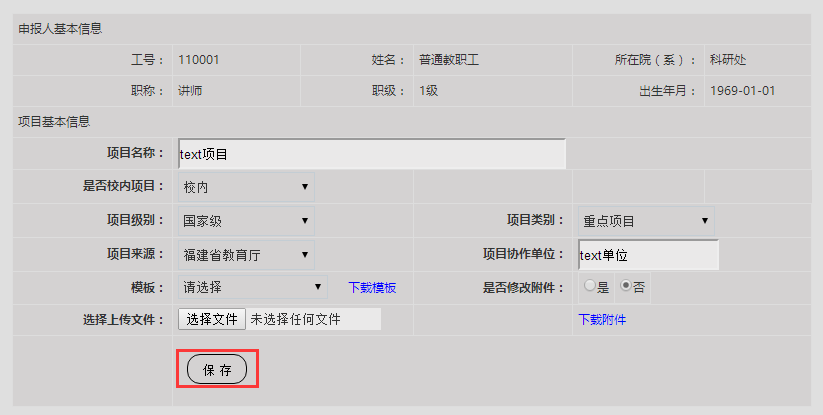 申报人基本信息
工号： 110001 姓名： 普通教职工 所在院（系）： 科研处
职称： 讲师 职级： 1级 出生年月： 1969-01-01
项目基本信息
项目名称： text项目
是否校内项目： 校内
项目级别： 国家级 项目类别： 重点项目
项目来源： 福建省教育厅 项目协作单位： text单位
模板： 请选择 下载模板 是否修改附件： 是 否
选择上传文件： 选择文件 未选择任何文件 下载附件
保 存